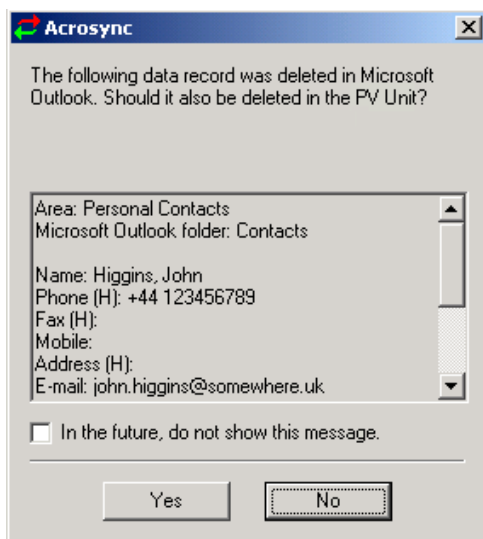 Acrosync
The following data record was deleted in Microsoft
Outlook. Should it also be deleted in the PV Unit?
Area: Personal Contacts
Microsoft Outlook folder: Contacts
Name: Higgins, John
Phone (H): +44 123456789
Fax (H):
Mobile:
Address (H):
E-mail: john.higgins@somewhere.uk
In the future, do not show this message.
Yes
No